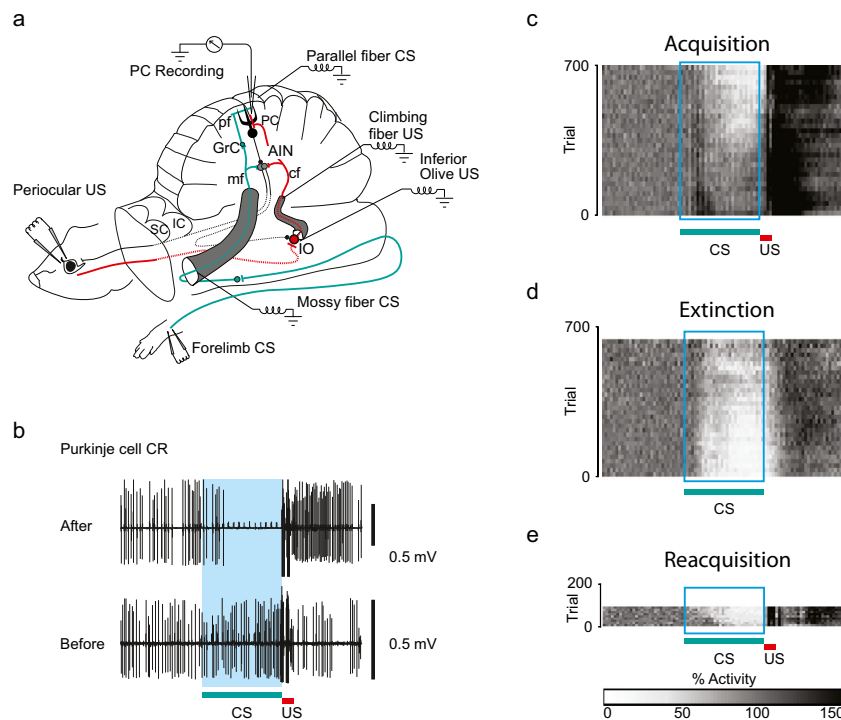 a
PC Recording
Parallel fiber CS
pf
PC
GrC
AIN
Climbing
fiber US
mf
cf
Inferior
Olive US
Periocular US
SC
IC
IO
Mossy fiber CS
Forelimb CS
b
Purkinje cell CR
After
0.5 mV
Before
0.5 mV
CS
US
c
Acquisition
700
Trial
0
CS
US
d
Extinction
700
Trial
0
CS
e
Reacquisition
200
Trial
0
CS
US
% Activity
0
50
100
150